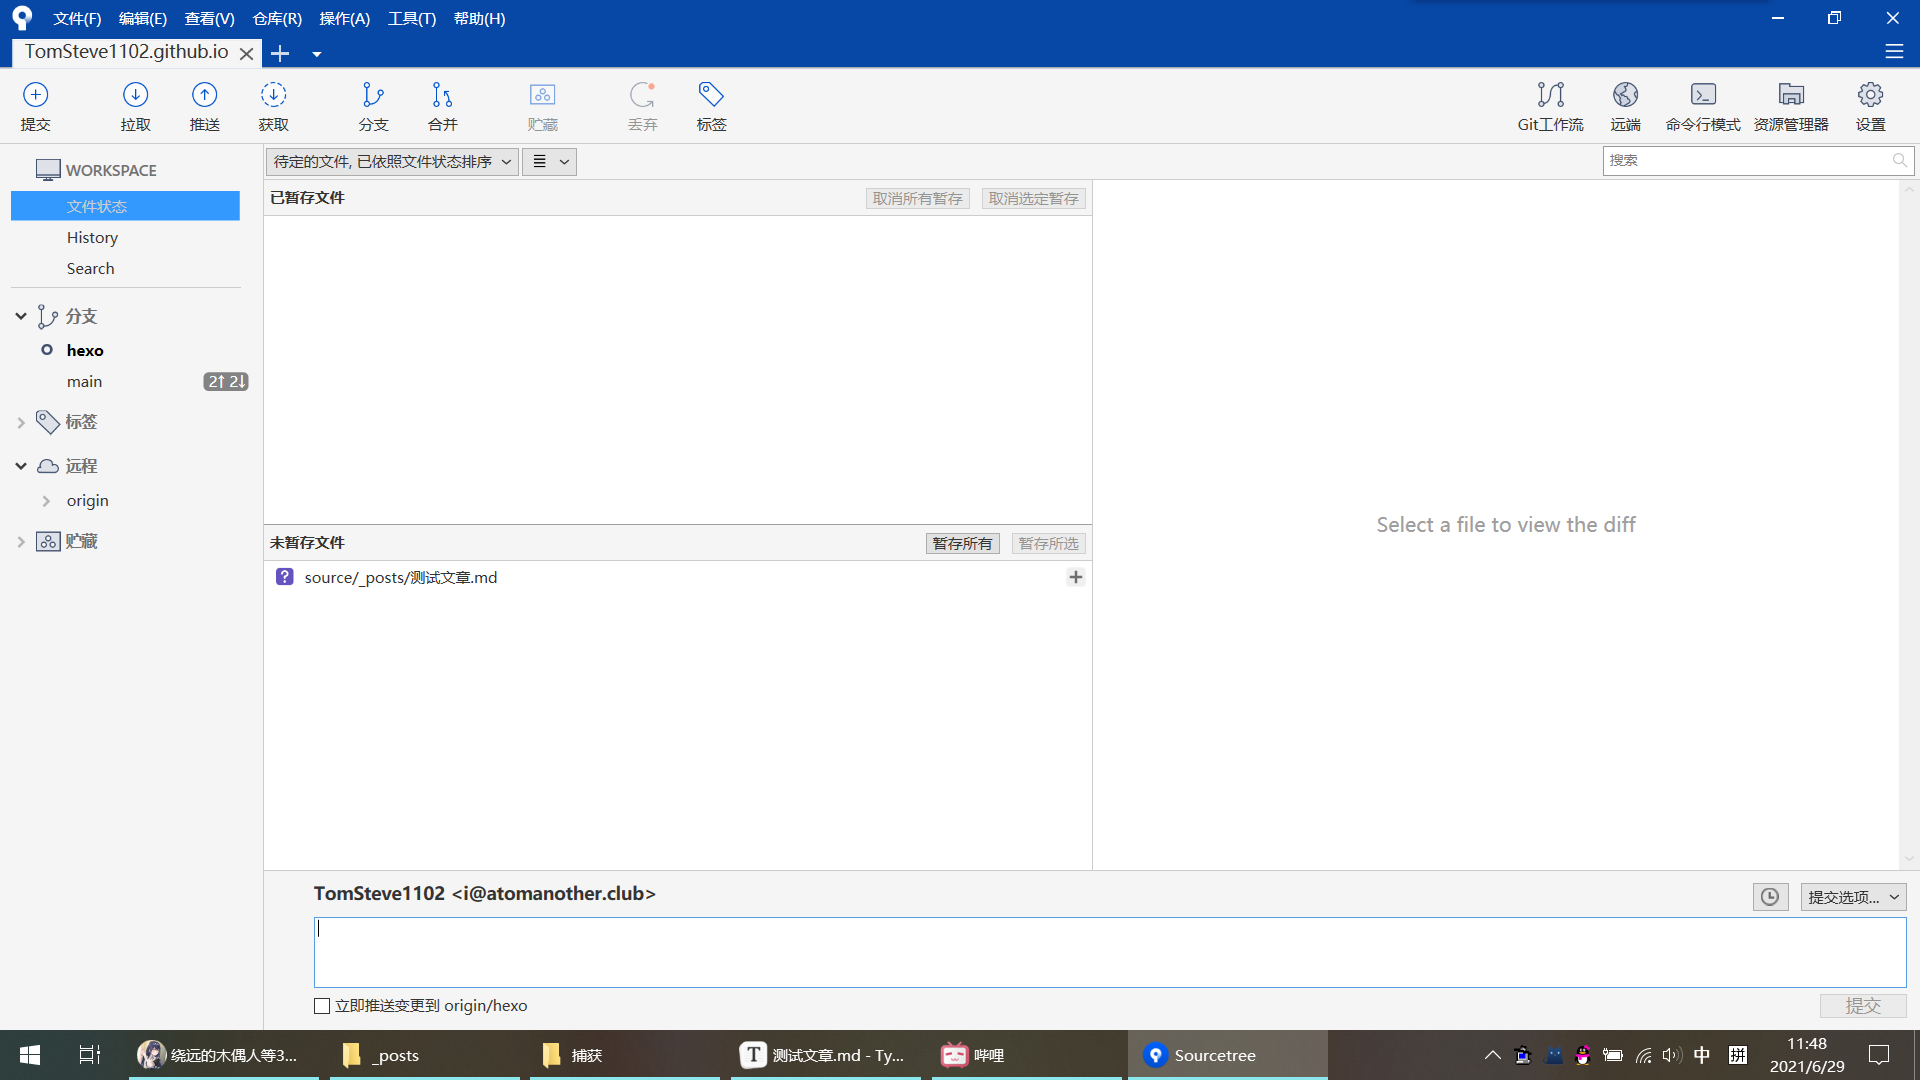 文件(F) 编辑(E) 查看(V) 仓库(R) 操作(A) 工具(T) 帮助(H)
TomSteve1102.github.io
提交 拉取 推送 获取 分支 合并 贮藏 丢弃 标签 Git工作流 远端 命令行模式 资源管理器 设置
WORKSPACE
文件状态
History
Search
分支
hexo
main 2↑ 2↓
标签
远程
origin
贮藏
待定的文件, 已依照文件状态排序
搜索
已暂存文件 取消所有暂存 取消选定暂存
Select a file to view the diff
未暂存文件 暂存所有 暂存所选
source/_posts/测试文章.md
TomSteve1102 <i@atomanother.club>
提交选项...
立即推送变更到 origin/hexo
提交
绕远的木偶人等3... _posts 捕获 T 测试文章.md - Ty... 哔哩 Sourcetree 中 拼 11:48
2021/6/29